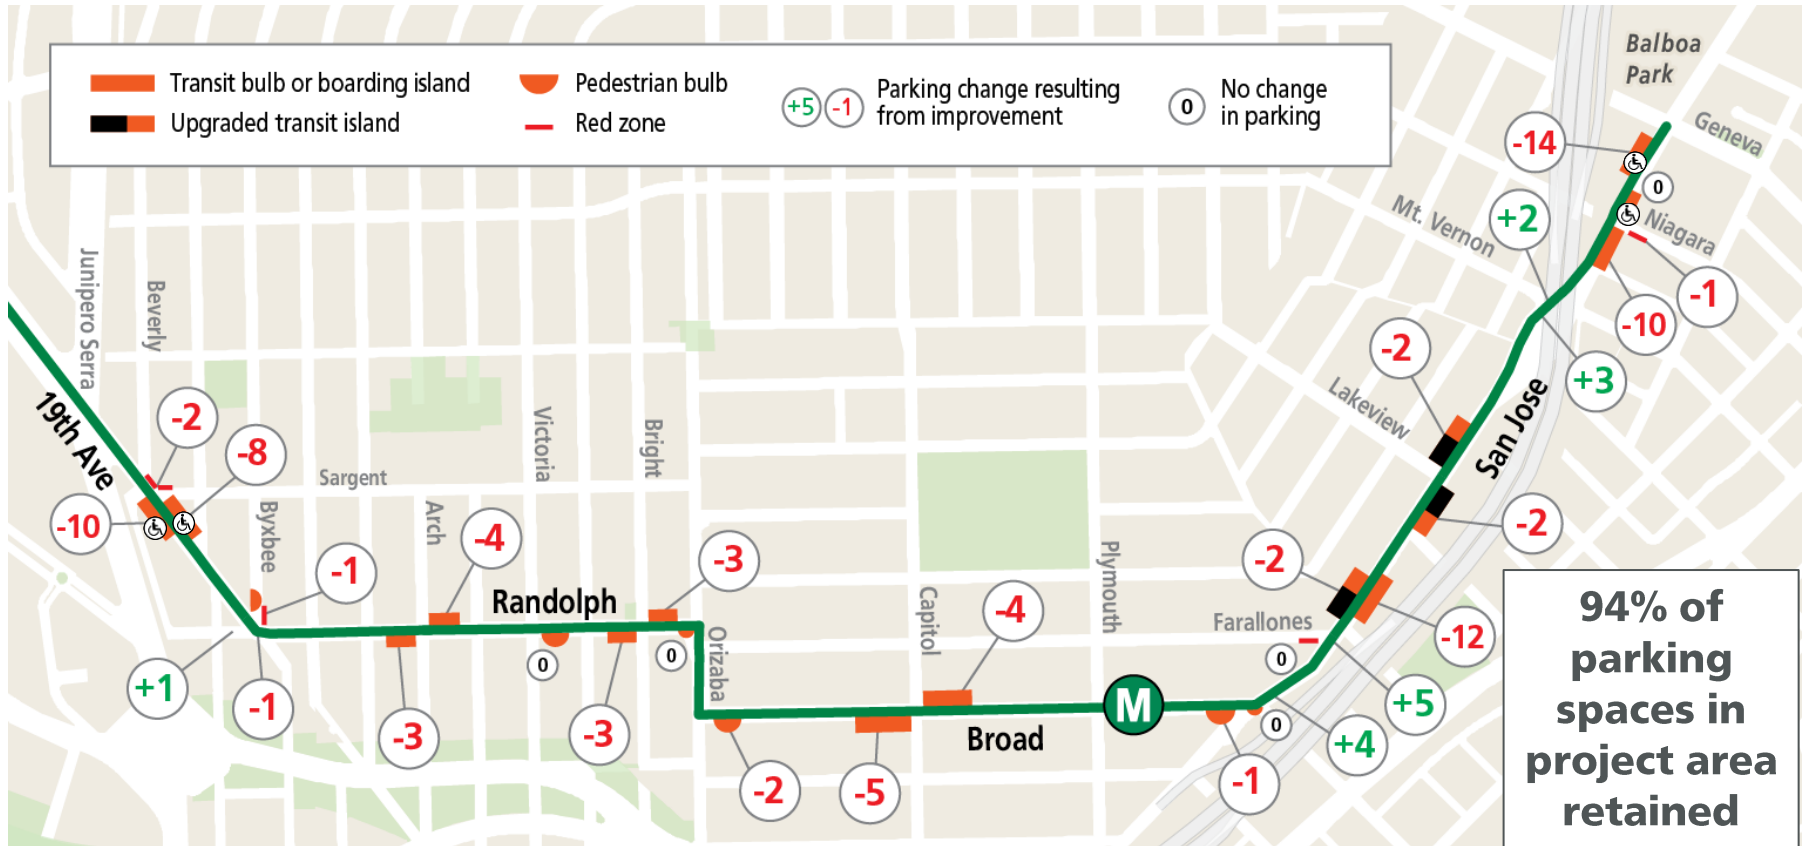 Transit bulb or boarding island
Upgraded transit island
Pedestrian bulb
Red zone
+5 -1
Parking change resulting
from improvement
0
No change
in parking
Balboa
Park
Geneva
-14
0
Niagara
Mt. Vernon
+2
-1
-10
+3
-2
Lakeview
San Jose
-2
-2
-12
Farallones
0
+5
+4
0
-1
Junipero Serra
Beverly
19th Ave
-2
-8
-10
Sargent
Byxbee
Arch
Victoria
Bright
-1
-4
Randolph
-3
+1
-1
-3
0
-3
0
Orizaba
Capitol
Plymouth
-4
M
Broad
-2
-5
94% of
parking
spaces in
project area
retained